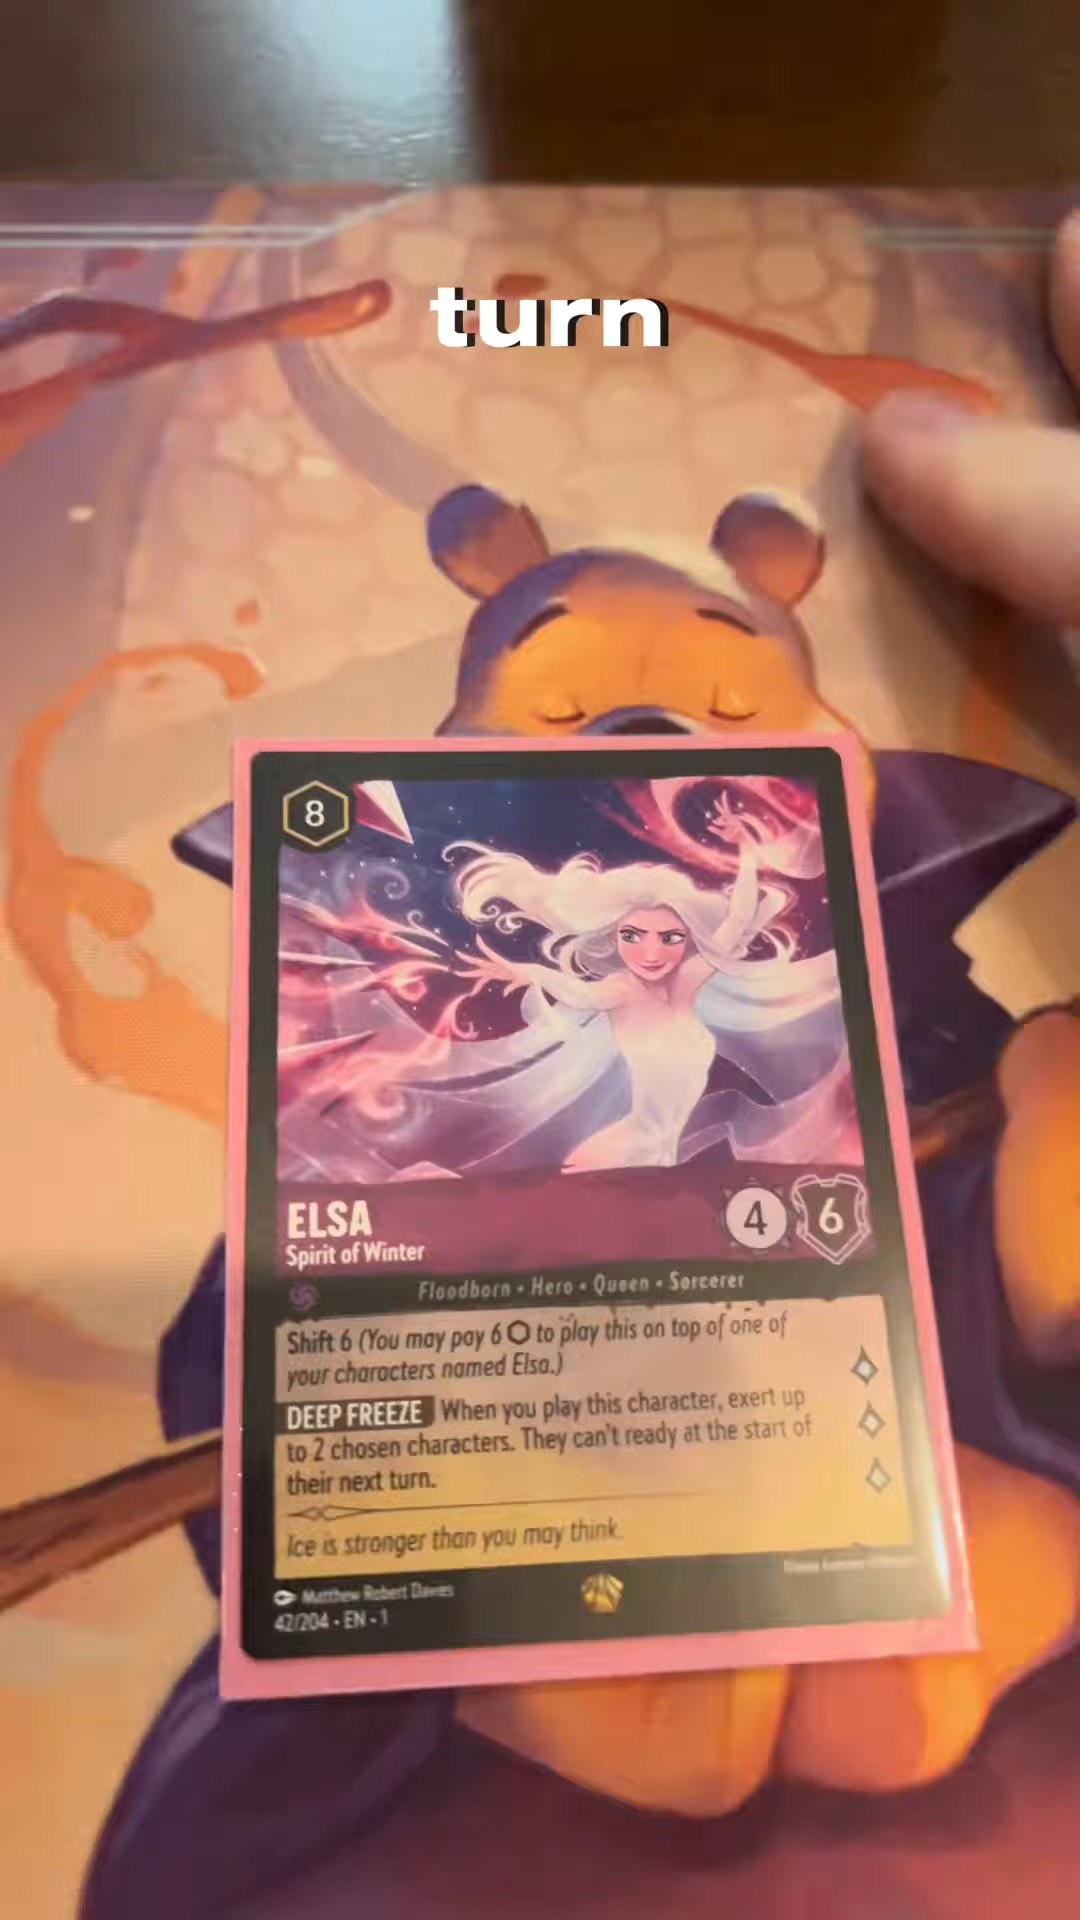 turn
8
ELSA
Spirit of Winter
4
6
Floodborn • Hero • Queen • Sorcerer
Shift 6 (You may pay 6 ⬡ to play this on top of one of
your characters named Elsa.)
DEEP FREEZE When you play this character, exert up
to 2 chosen characters. They can't ready at the start of
their next turn.
Ice is stronger than you may think.
Matthew Robert Davies
42/204 • EN • 1